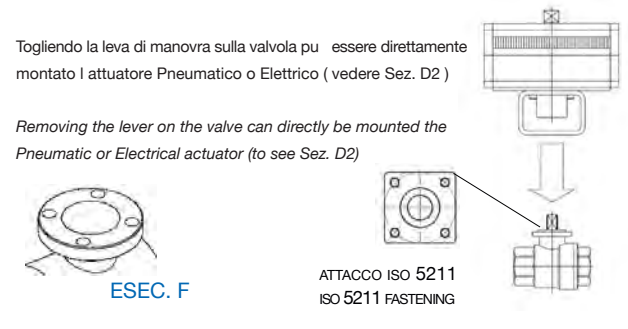 Togliendo la leva di manovra sulla valvola pu essere direttamente
montato l attuatore Pneumatico o Elettrico ( vedere Sez. D2 )
Removing the lever on the valve can directly be mounted the
Pneumatic or Electrical actuator (to see Sez. D2)
ESEC. F
ATTACCO ISO 5211
ISO 5211 FASTENING